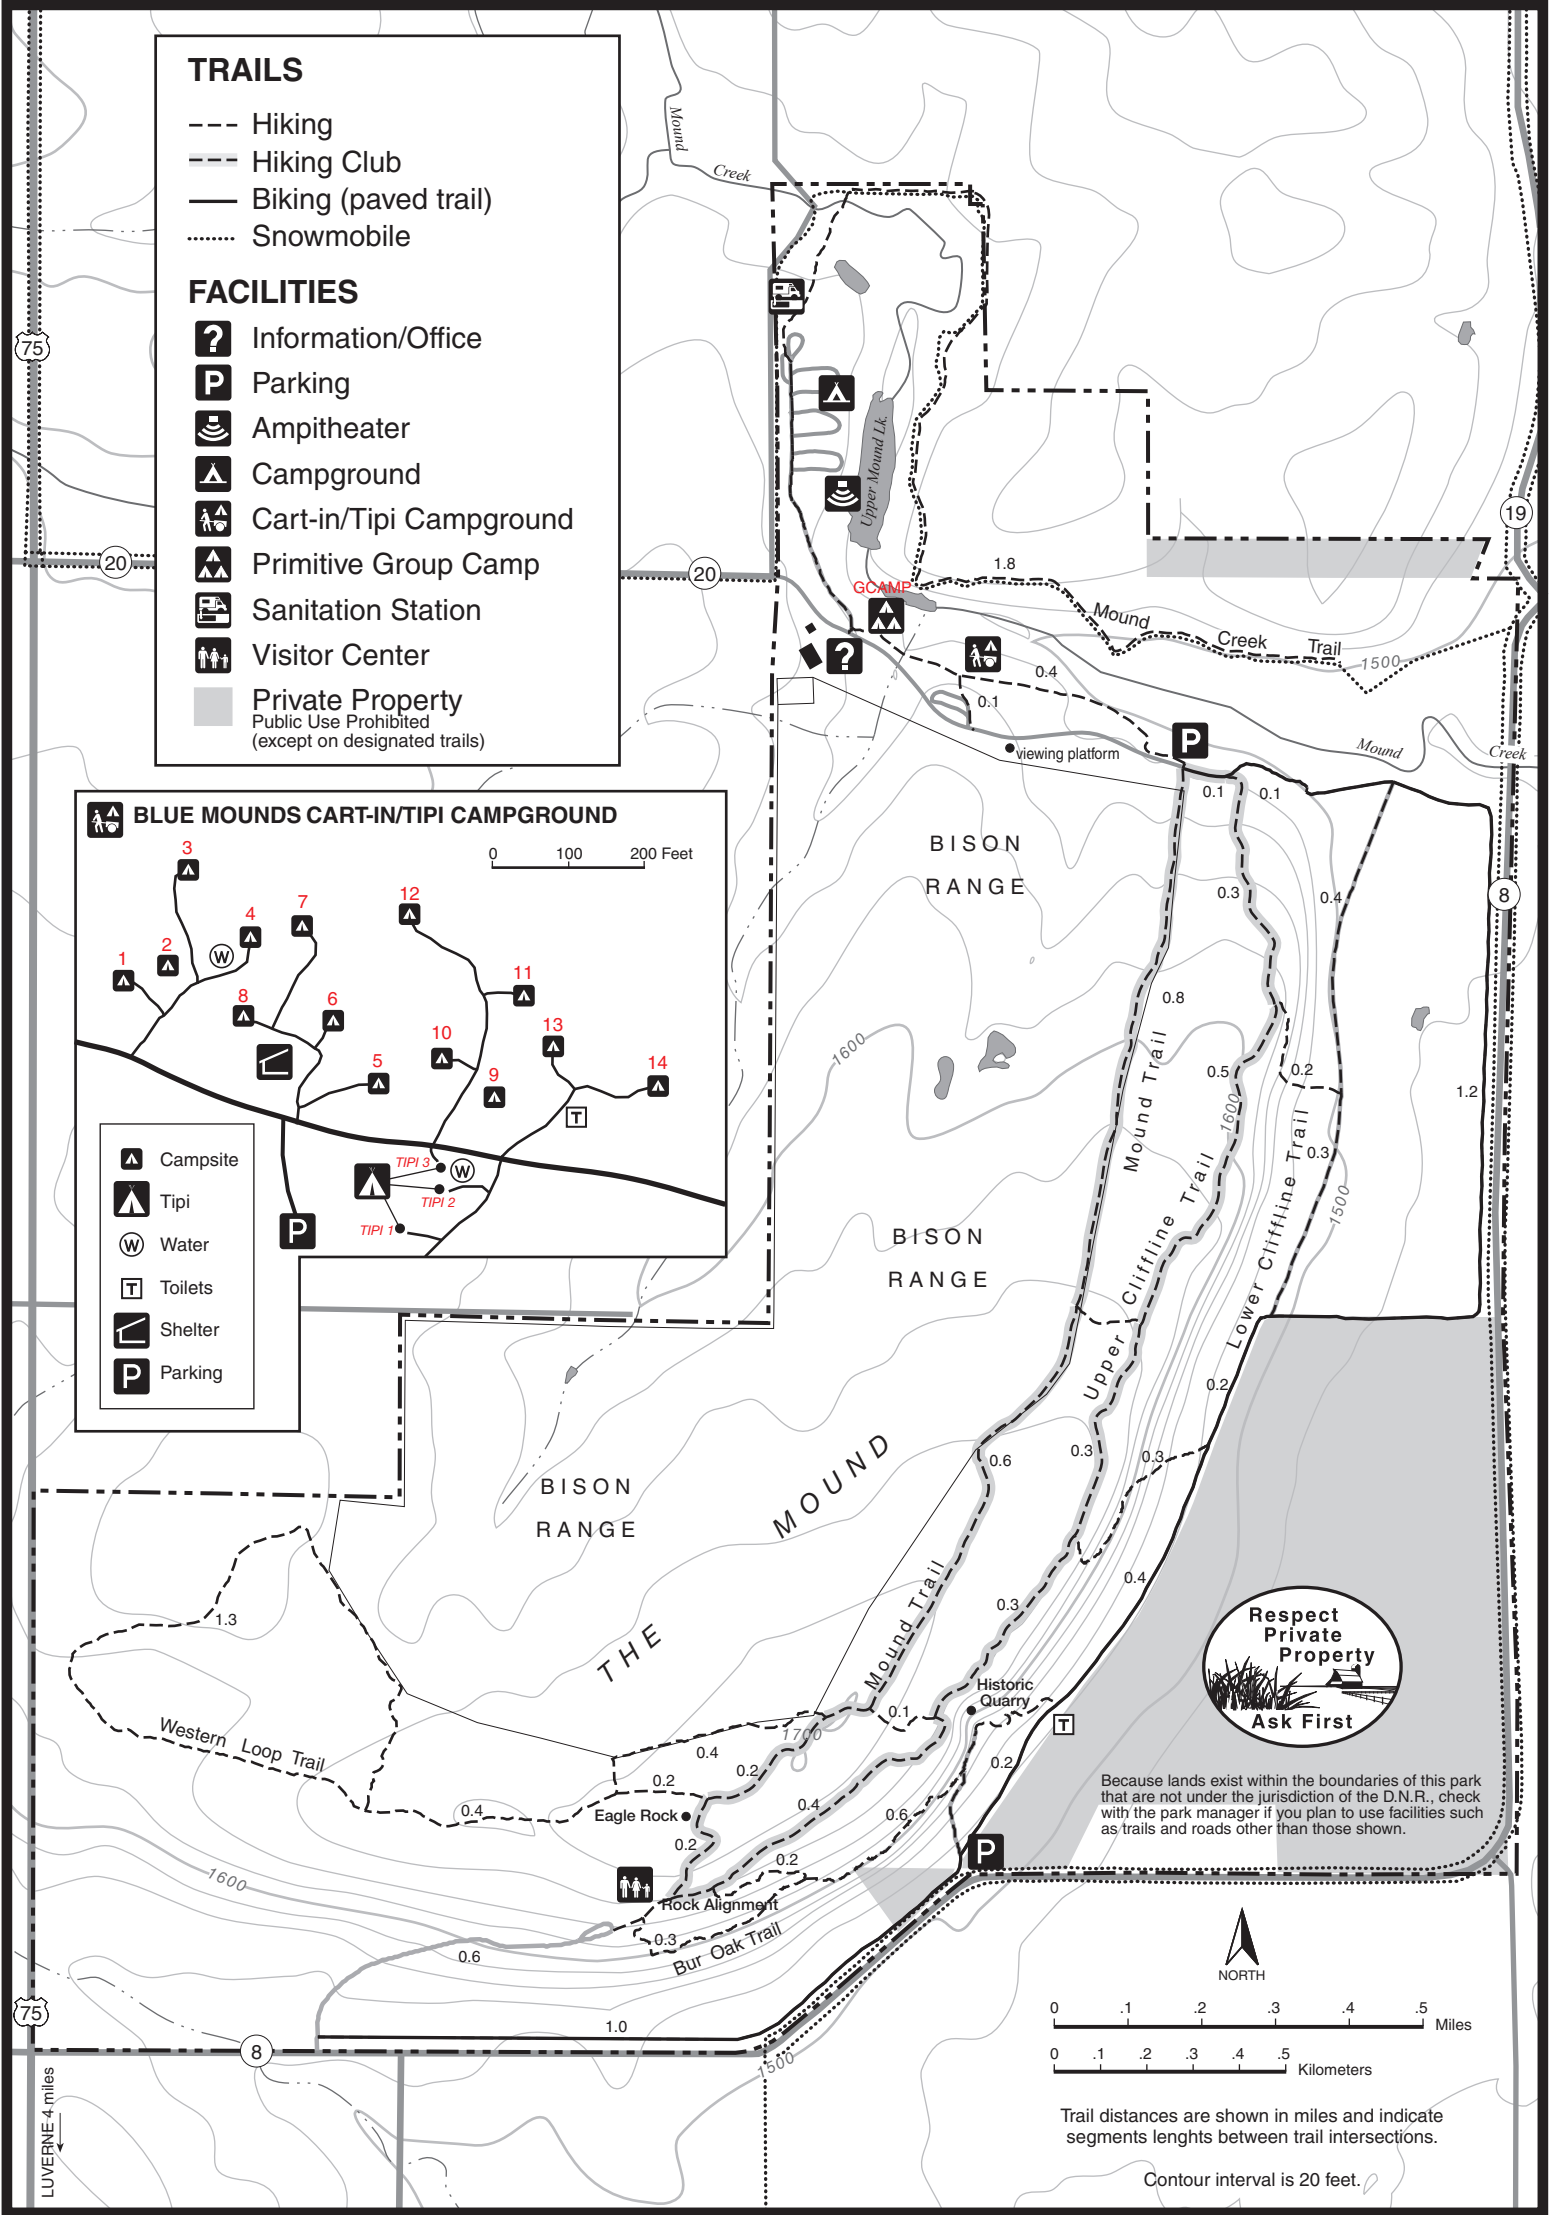 TRAILS
Hiking
Hiking Club
Biking (paved trail)
Snowmobile
FACILITIES
?
Information/Office
P
Parking
Ampitheater
Campground
Cart-in/Tipi Campground
Primitive Group Camp
Sanitation Station
Visitor Center
Private Property
Public Use Prohibited
(except on designated trails)
Mound
Creek
75
20
20
19
Upper Mound Lk.
GCAMP
1.8
Mound
Creek
Trail
1500
?
0.4
0.1
P
viewing platform
Mound
Creek
0.1
0.1
BISON
RANGE
0.3
0.4
8
BLUE MOUNDS CART-IN/TIPI CAMPGROUND
0
100
200 Feet
3
12
4
7
2
1
W
11
8
6
10
13
5
9
14
T
TIPI 3
W
TIPI 2
TIPI 1
P
Campsite
Tipi
W
Water
T
Toilets
Shelter
P
Parking
0.8
1600
Mound Trail
0.5
0.2
1600
1.2
0.3
1500
Upper Cliffline Trail
Lower Cliffline Trail
BISON
RANGE
0.2
0.6
0.3
0.3
BISON
RANGE
THE MOUND
0.4
Mound Trail
0.3
Respect
Private
Property
Ask First
1.3
Historic
Quarry
0.1
T
1700
Western Loop Trail
0.4
0.2
0.2
0.2
0.4
0.4
Eagle Rock
0.6
Because lands exist within the boundaries of this park
that are not under the jurisdiction of the D.N.R., check
with the park manager if you plan to use facilities such
as trails and roads other than those shown.
0.2
0.2
P
1600
Rock Alignment
0.3
Bur Oak Trail
0.6
NORTH
75
1.0
8
1500
0
.1
.2
.3
.4
.5
Miles
0
.1
.2
.3
.4
.5
Kilometers
LUVERNE 4 miles
Trail distances are shown in miles and indicate
segments lenghts between trail intersections.
Contour interval is 20 feet.